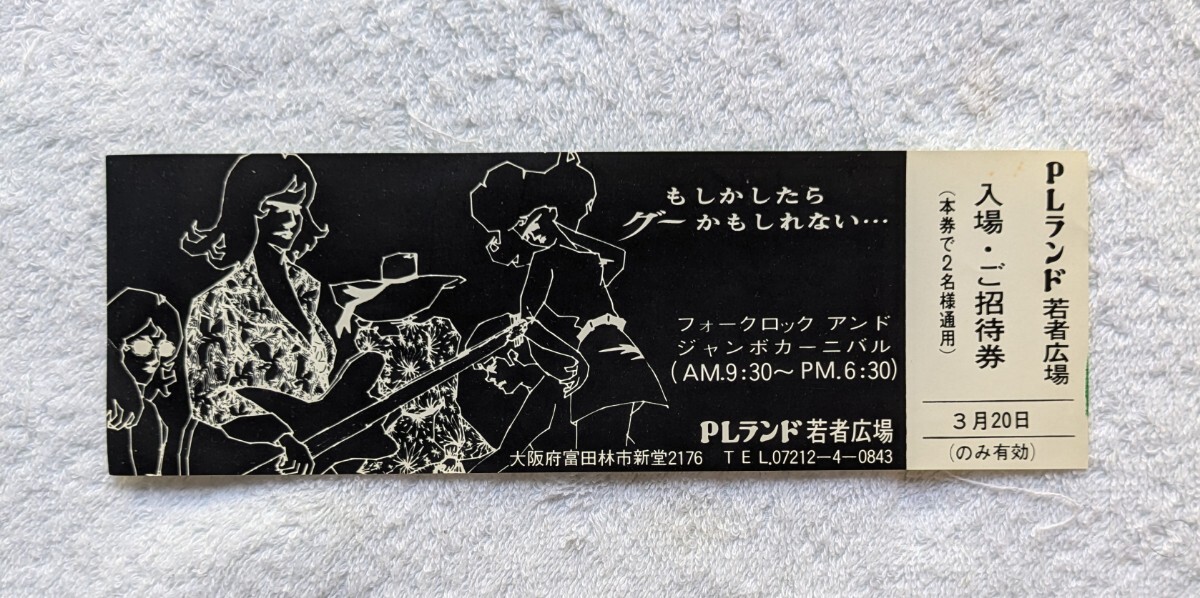 もしかしたら
グーかもしれない…
フォークロック アンド
ジャンボカーニバル
(AM.9:30〜 PM.6:30)
PLランド 若者広場
大阪府富田林市新堂2176 TEL.07212-4-0843
PLランド 若者広場
入場・ご招待券
(本券で2名様通用)
3月20日
(のみ有効)